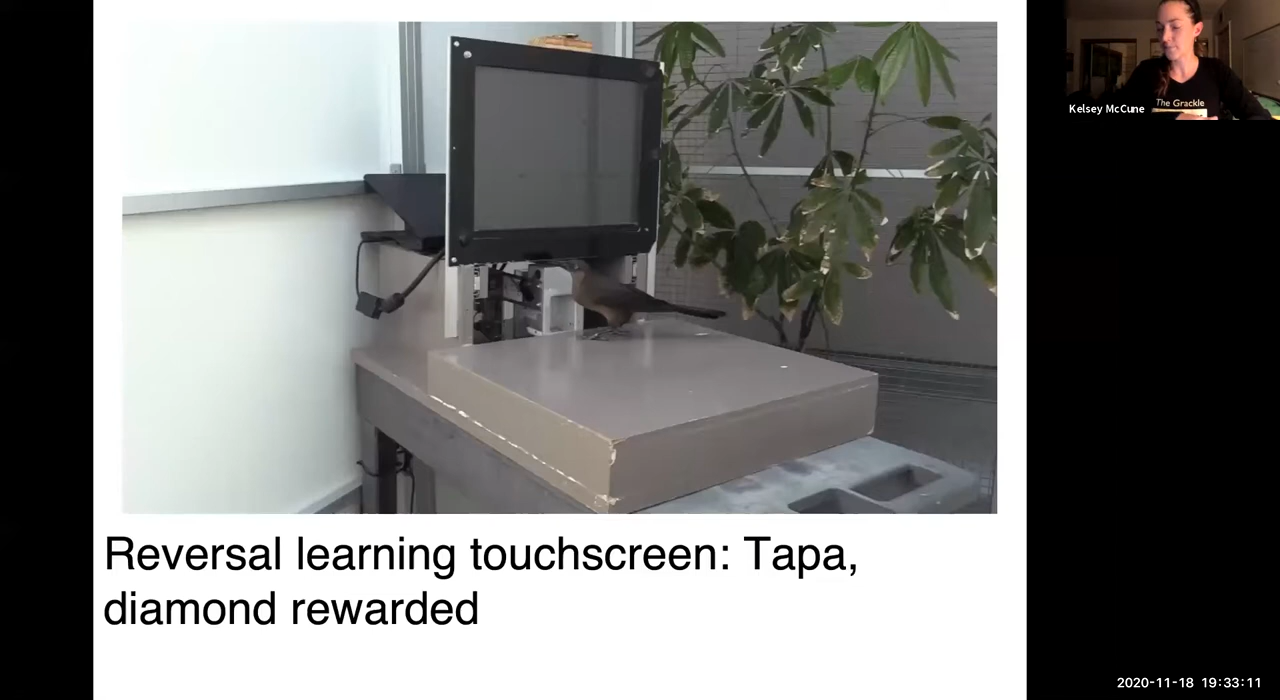 Reversal learning touchscreen: Tapa,
diamond rewarded
The Grackle
Kelsey McCune
2020-11-18 19:33:11